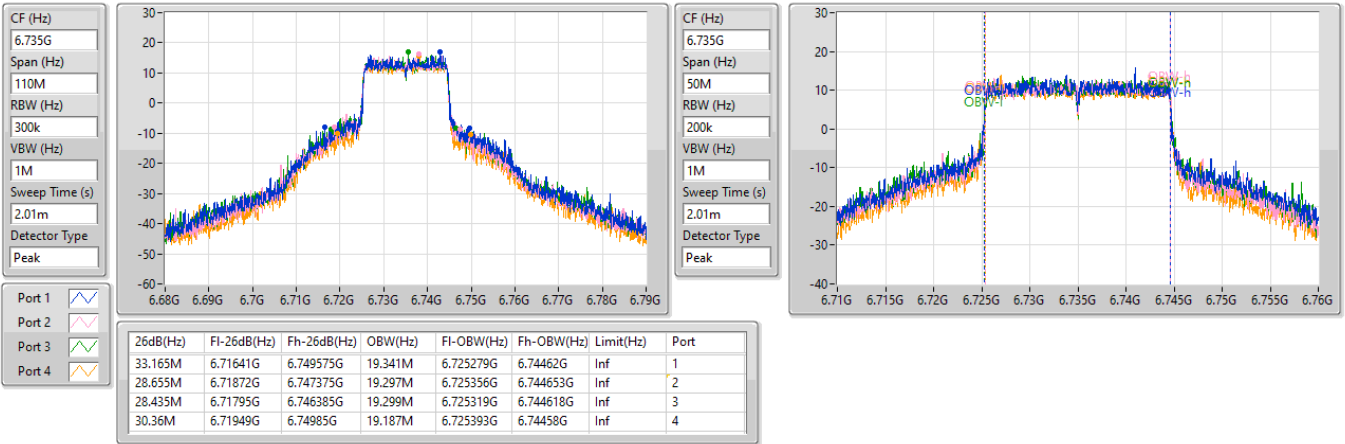 CF (Hz)
6.735G
Span (Hz)
110M
RBW (Hz)
300k
VBW (Hz)
1M
Sweep Time (s)
2.01m
Detector Type
Peak
30
20
10
0
-10
-20
-30
-40
-50
-60
6.68G 6.69G 6.7G 6.71G 6.72G 6.73G 6.74G 6.75G 6.76G 6.77G 6.78G 6.79G
CF (Hz)
6.735G
Span (Hz)
50M
RBW (Hz)
200k
VBW (Hz)
1M
Sweep Time (s)
2.01m
Detector Type
Peak
30
20
10
0
-10
-20
-30
-40
OBW-l
OBW-h
OBW-h
6.71G 6.715G 6.72G 6.725G 6.73G 6.735G 6.74G 6.745G 6.75G 6.755G 6.76G
Port 1
Port 2
Port 3
Port 4
26dB(Hz) Fl-26dB(Hz) Fh-26dB(Hz) OBW(Hz) Fl-OBW(Hz) Fh-OBW(Hz) Limit(Hz) Port
33.165M 6.71641G 6.749575G 19.341M 6.725279G 6.74462G Inf 1
28.655M 6.71872G 6.747375G 19.297M 6.725356G 6.744653G Inf 2
28.435M 6.71795G 6.746385G 19.299M 6.725319G 6.744618G Inf 3
30.36M 6.71949G 6.74985G 19.187M 6.725393G 6.74458G Inf 4